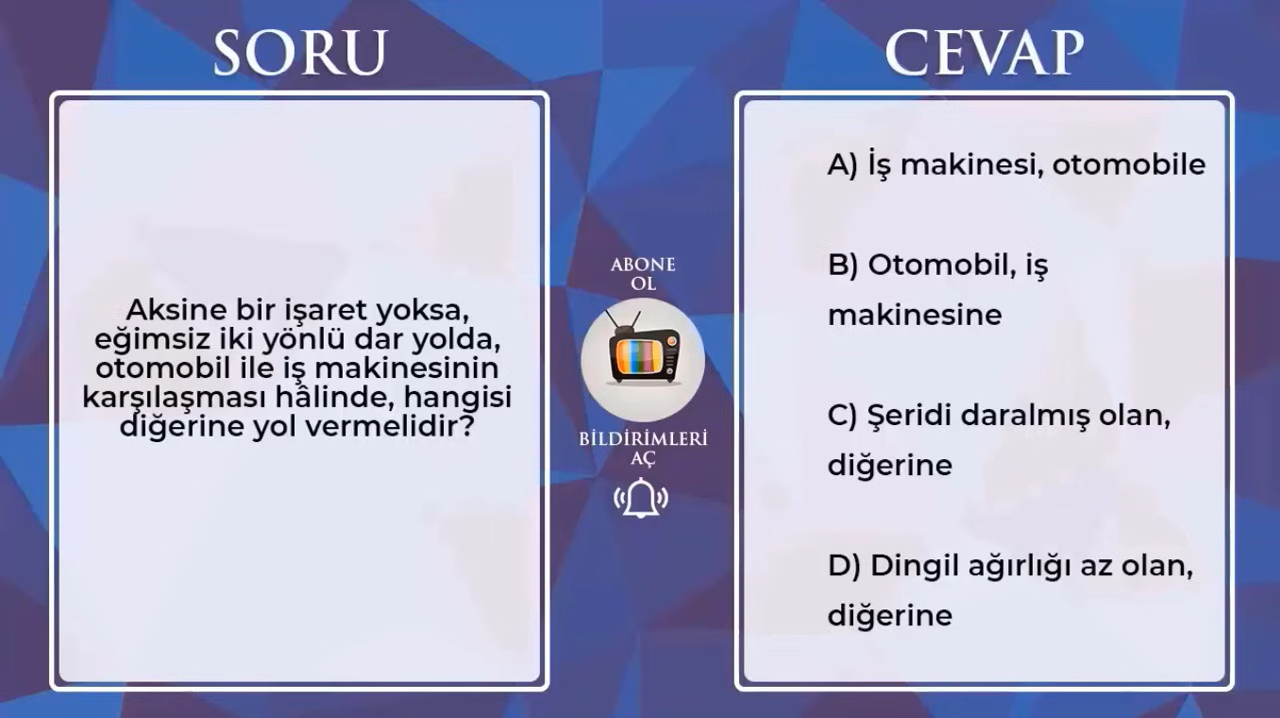 SORU
Aksine bir işaret yoksa,
eğimsiz iki yönlü dar yolda,
otomobil ile iş makinesinin
karşılaşması hâlinde, hangisi
diğerine yol vermelidir?
ABONE
OL
BİLDİRİMLERİ
AÇ
CEVAP
A) İş makinesi, otomobile
B) Otomobil, iş
makinesine
C) Şeridi daralmış olan,
diğerine
D) Dingil ağırlığı az olan,
diğerine